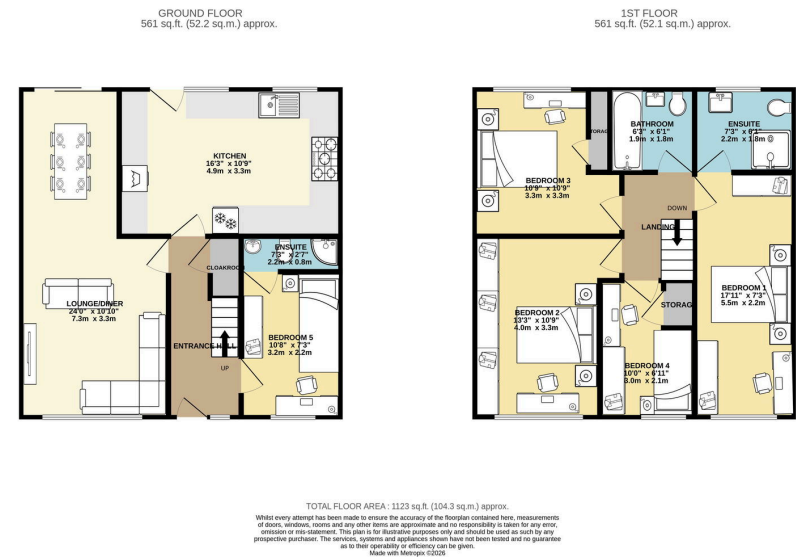 GROUND FLOOR
561 sq.ft. (52.2 sq.m.) approx.
1ST FLOOR
561 sq.ft. (52.1 sq.m.) approx.
KITCHEN
16'3" x 10'9"
4.9m x 3.3m
LOUNGE/DINER
24'0" x 10'10"
7.3m x 3.3m
CLOAKROOM
ENSUITE
7'3" x 2'7"
2.2m x 0.8m
ENTRANCE HALL
UP
BEDROOM 5
10'8" x 7'3"
3.2m x 2.2m
BEDROOM 3
10'9" x 10'9"
3.3m x 3.3m
STORAG
BATHROOM
6'3" x 6'1"
1.9m x 1.8m
ENSUITE
7'3" x 6'1"
2.2m x 1.8m
DOWN
LANDING
BEDROOM 1
17'11" x 7'3"
5.5m x 2.2m
BEDROOM 2
13'3" x 10'9"
4.0m x 3.3m
STORAG
BEDROOM 4
10'0" x 6'11"
3.0m x 2.1m
TOTAL FLOOR AREA : 1123 sq.ft. (104.3 sq.m.) approx.
Whilst every attempt has been made to ensure the accuracy of the floorplan contained here, measurements
of doors, windows, rooms and any other items are approximate and no responsibility is taken for any error,
omission or mis-statement. This plan is for illustrative purposes only and should be used as such by any
prospective purchaser. The services, systems and appliances shown have not been tested and no guarantee
as to their operability or efficiency can be given.
Made with Metropix ©2026